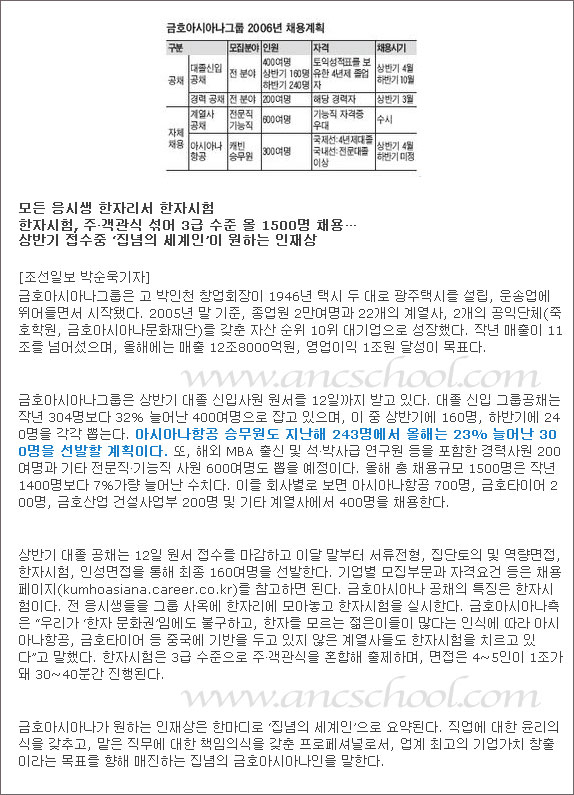 금호아시아나그룹 2006년 채용계획
구분 모집분야 인원 자격 채용시기
공채 대졸신입 공채 전 분야 400여명 상반기 160명 하반기 240명 토익성적표를 보유한 4년제 졸업자 상반기 4월 하반기 10월
경력 공채 전 분야 200여명 해당 경력자 상반기 3월
자체 채용 계열사 공채 전문직 기능직 600여명 기능직 자격증 우대 수시
아시아나 항공 캐빈 승무원 300여명 국제선:4년제대졸 국내선:전문대졸 이상 상반기 4월 하반기 미정
모든 응시생 한자리서 한자시험
한자시험, 주·객관식 섞어 3급 수준 올 1500명 채용…
상반기 접수중 ‘집념의 세계인’이 원하는 인재상
[조선일보 박순욱기자]
금호아시아나그룹은 고 박인천 창업회장이 1946년 택시 두 대로 광주택시를 설립, 운송업에
뛰어들면서 시작됐다. 2005년 말 기준, 종업원 2만여명과 22개의 계열사, 2개의 공익단체(죽
호학원, 금호아시아나문화재단)를 갖춘 자산 순위 10위 대기업으로 성장했다. 작년 매출이 11
조를 넘어섰으며, 올해에는 매출 12조8000억원, 영업이익 1조원 달성이 목표다.
www.ancschool.com
금호아시아나그룹은 상반기 대졸 신입사원 원서를 12일까지 받고 있다. 대졸 신입 그룹공채는
작년 304명보다 32% 늘어난 400여명으로 잡고 있으며, 이 중 상반기에 160명, 하반기에 24
0명을 각각 뽑는다. 아시아나항공 승무원도 지난해 243명에서 올해는 23% 늘어난 30
0명을 선발할 계획이다. 또, 해외 MBA 출신 및 석·박사급 연구원 등을 포함한 경력사원 200
여명과 기타 전문직·기능직 사원 600여명도 뽑을 예정이다. 올해 총 채용규모 1500명은 작년
1400명보다 7%가량 늘어난 수치다. 이를 회사별로 보면 아시아나항공 700명, 금호타이어 2
00명, 금호산업 건설사업부 200명 및 기타 계열사에서 400명을 채용한다.
상반기 대졸 공채는 12일 원서 접수를 마감하고 이달 말부터 서류전형, 집단토의 및 역량면접,
한자시험, 인성면접을 통해 최종 160여명을 선발한다. 기업별 모집부문과 자격요건 등은 채용
페이지(kumhoasiana.career.co.kr)를 참고하면 된다. 금호아시아나 공채의 특징은 한자시
험이다. 전 응시생들을 그룹 사옥에 한자리에 모아놓고 한자시험을 실시한다. 금호아시아나측
은 “우리가 ‘한자 문화권’임에도 불구하고, 한자를 모르는 젊은이들이 많다는 인식에 따라 아시
아나항공, 금호타이어 등 중국에 기반을 두고 있지 않은 계열사들도 한자시험을 치르고 있
다”고 말했다. 한자시험은 3급 수준으로 주·객관식을 혼합해 출제하며, 면접은 4~5인이 1조가
돼 30~40분간 진행된다.
www.ancschool.com
금호아시아나가 원하는 인재상은 한마디로 ‘집념의 세계인’으로 요약된다. 직업에 대한 윤리의
식을 갖추고, 맡은 직무에 대한 책임의식을 갖춘 프로페셔널로서, 업계 최고의 기업가치 창출
이라는 목표를 향해 매진하는 집념의 금호아시아나인을 말한다.